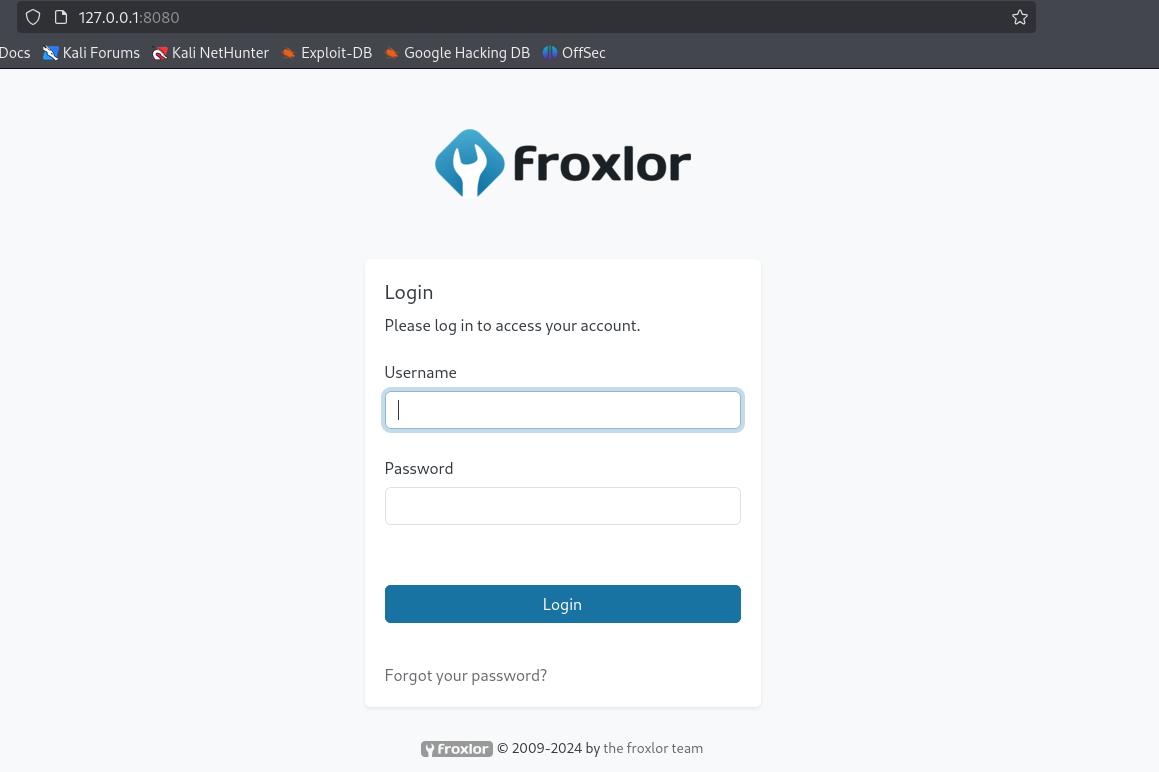 127.0.0.1:8080
Docs Kali Forums Kali NetHunter Exploit-DB Google Hacking DB OffSec
froxlor
Login
Please log in to access your account.
Username
Password
Login
Forgot your password?
froxlor © 2009-2024 by the froxlor team